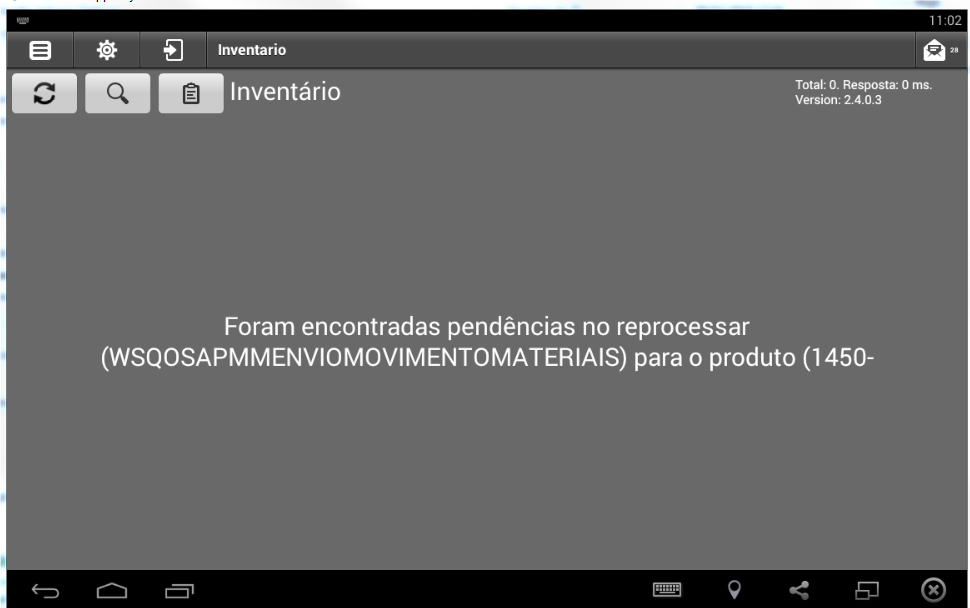 11:02
Inventario
28
Inventário
Total: 0. Resposta: 0 ms.
Version: 2.4.0.3
Foram encontradas pendências no reprocessar
(WSQOSAPMMENVIOMOVIMENTOMATERIAIS) para o produto (1450-